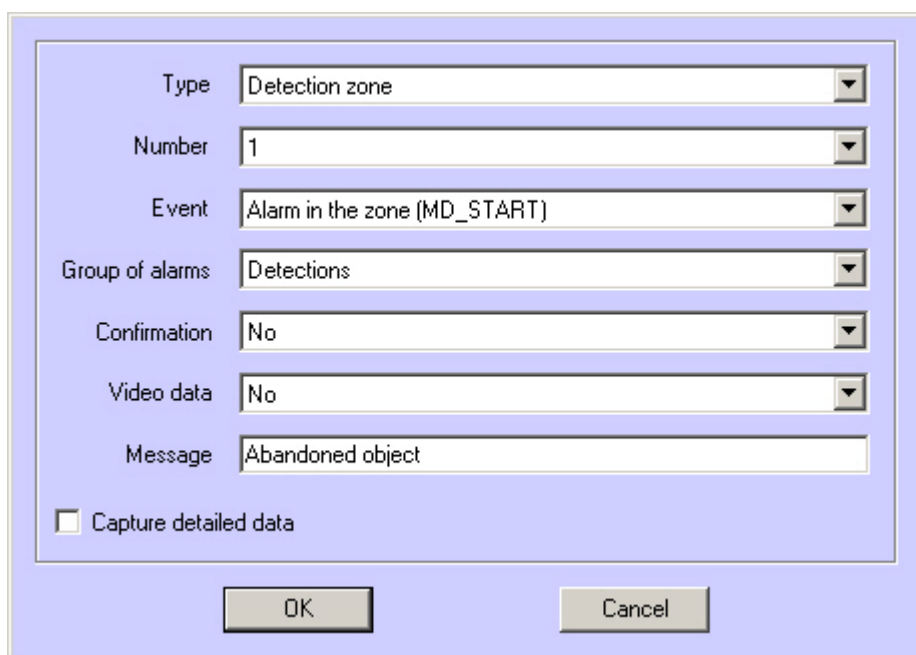 Type Detection zone
Number 1
Event Alarm in the zone (MD_START)
Group of alarms Detections
Confirmation No
Video data No
Message Abandoned object
Capture detailed data
OK Cancel